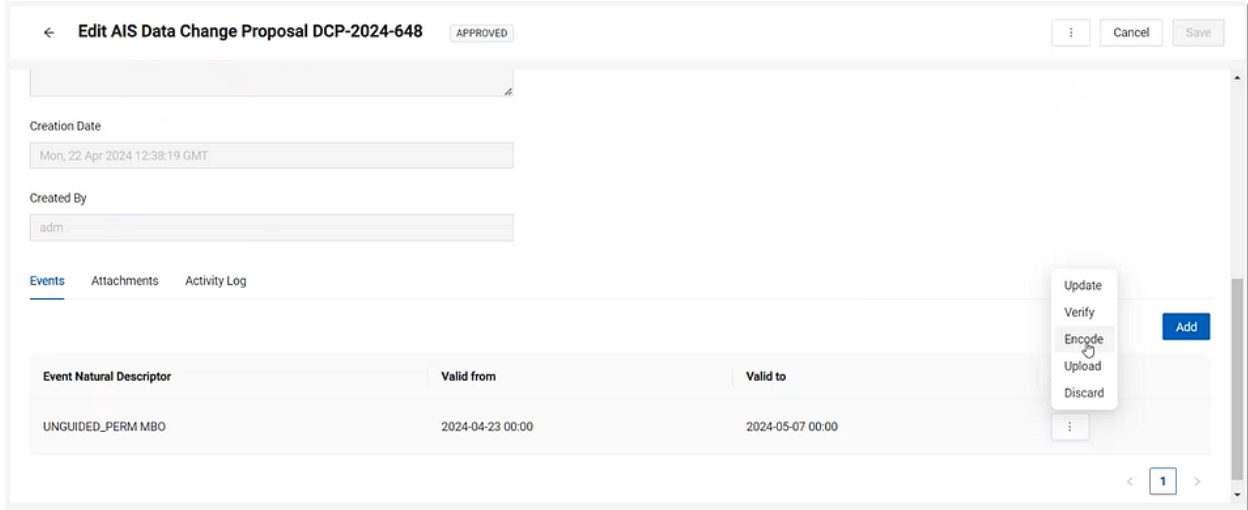 ← Edit AIS Data Change Proposal DCP-2024-648 APPROVED Cancel Save
Creation Date
Mon, 22 Apr 2024 12:38:19 GMT
Created By
adm
Events Attachments Activity Log
Update
Verify
Add
Encode
Upload
Discard
Event Natural Descriptor Valid from Valid to
UNGUIDED_PERM MBO 2024-04-23 00:00 2024-05-07 00:00
< 1 >